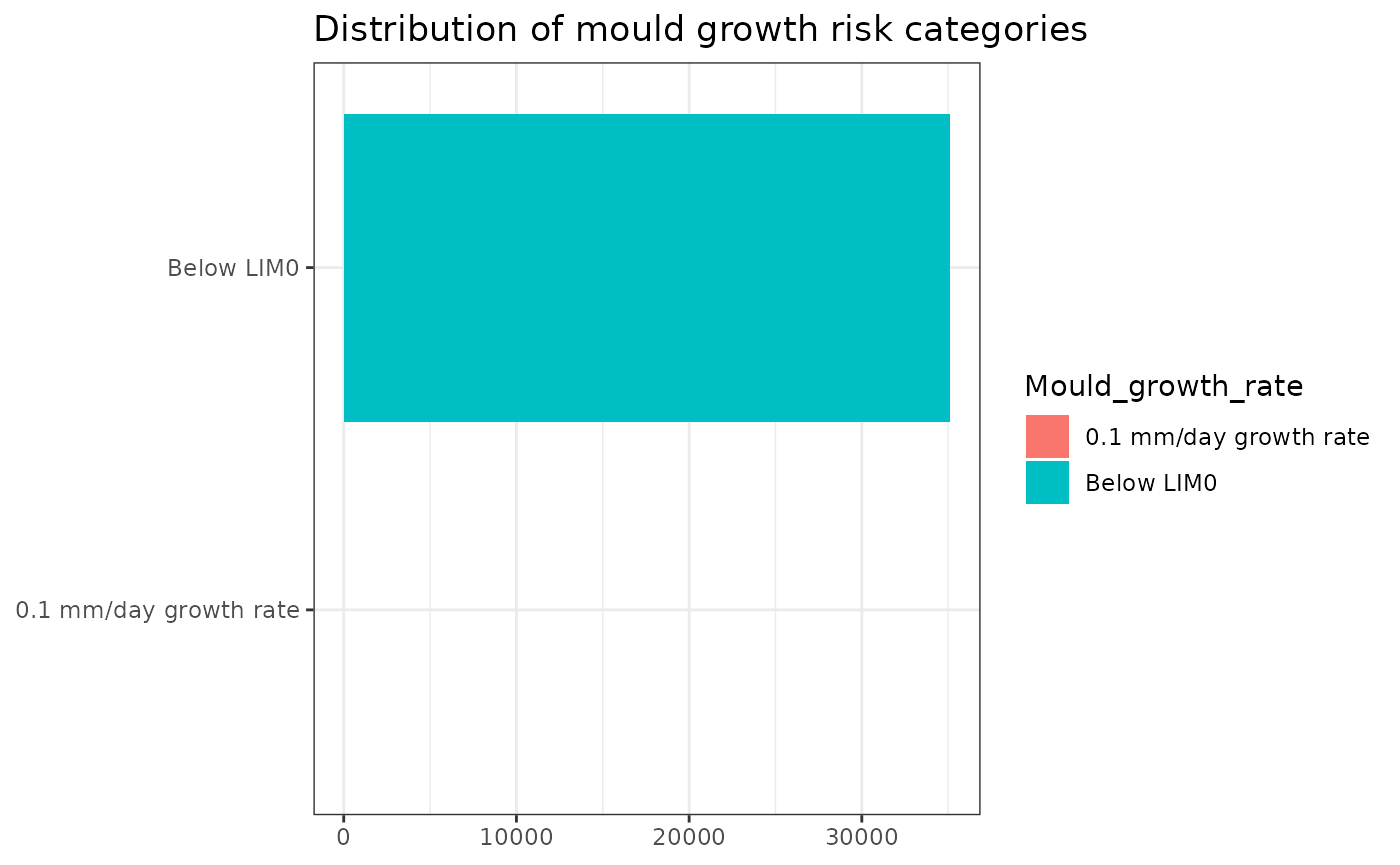 Distribution of mould growth risk categories
Below LIM0
0.1 mm/day growth rate
0
10000
20000
30000
Mould_growth_rate
0.1 mm/day growth rate
Below LIM0